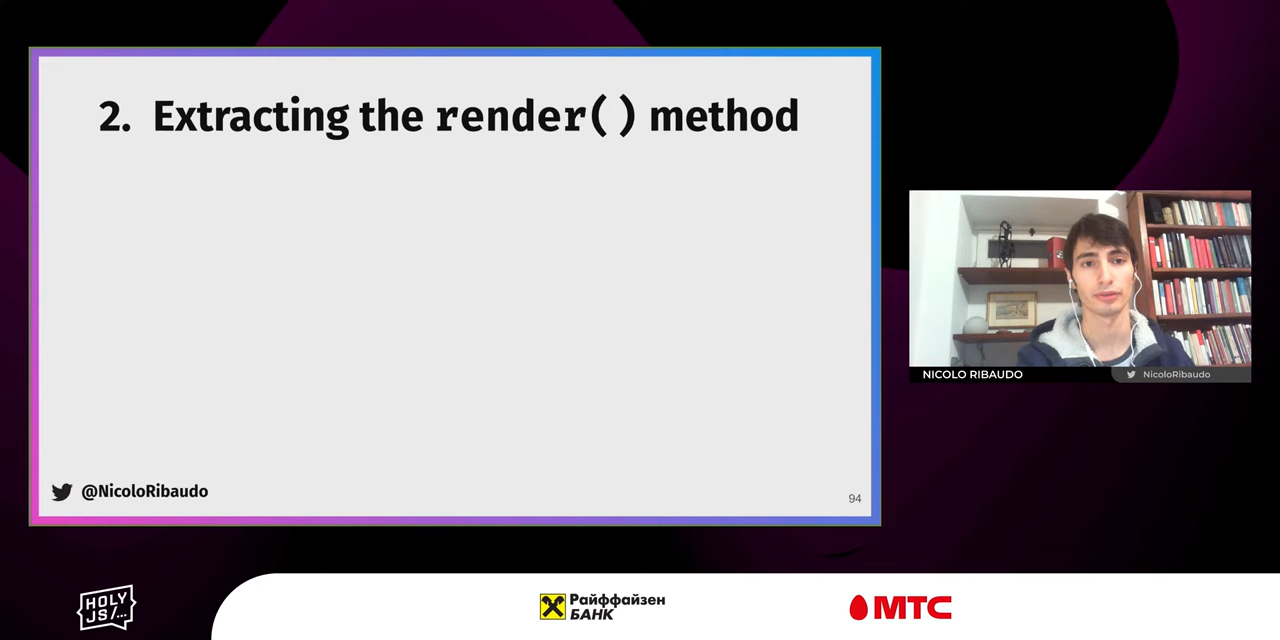 2. Extracting the render() method
@NicoloRibaudo
94
NICOLO RIBAUDO
NicoloRibaudo
HOLY
JS/...
Райффайзен
БАНК
МТС